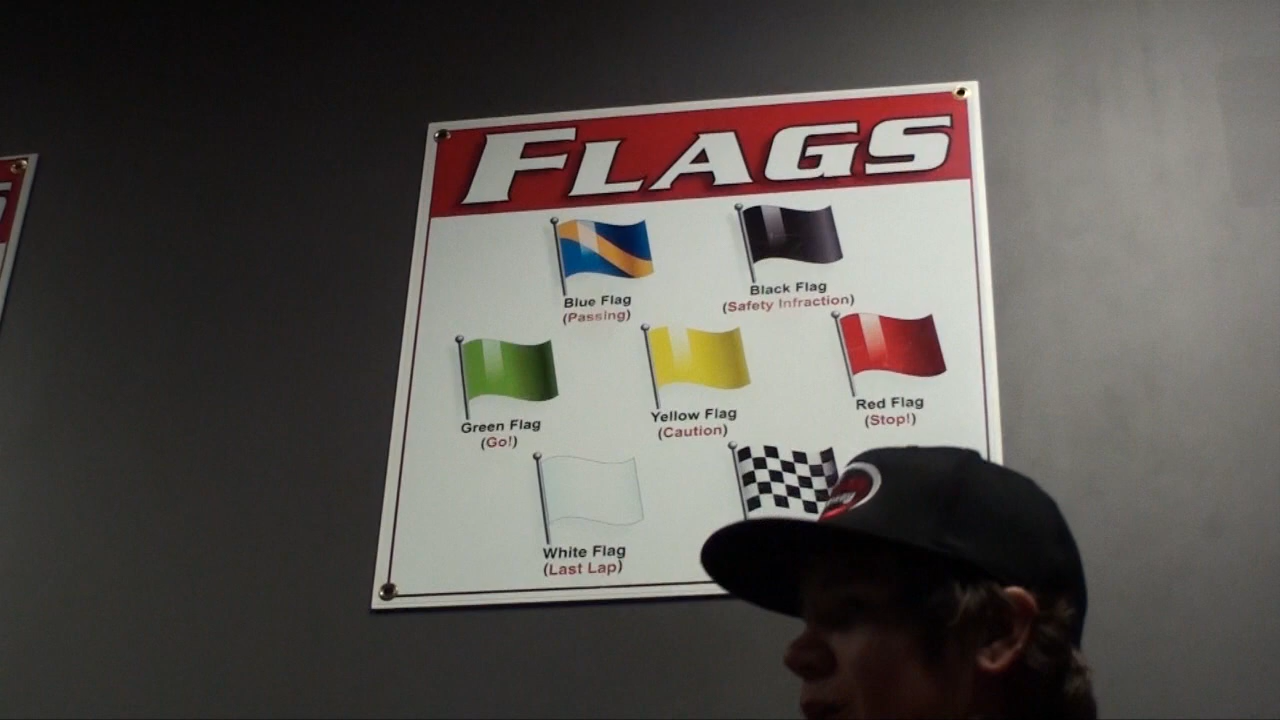 FLAGS
Blue Flag
(Passing)
Black Flag
(Safety Infraction)
Green Flag
(Go!)
Yellow Flag
(Caution)
Red Flag
(Stop!)
White Flag
(Last Lap)